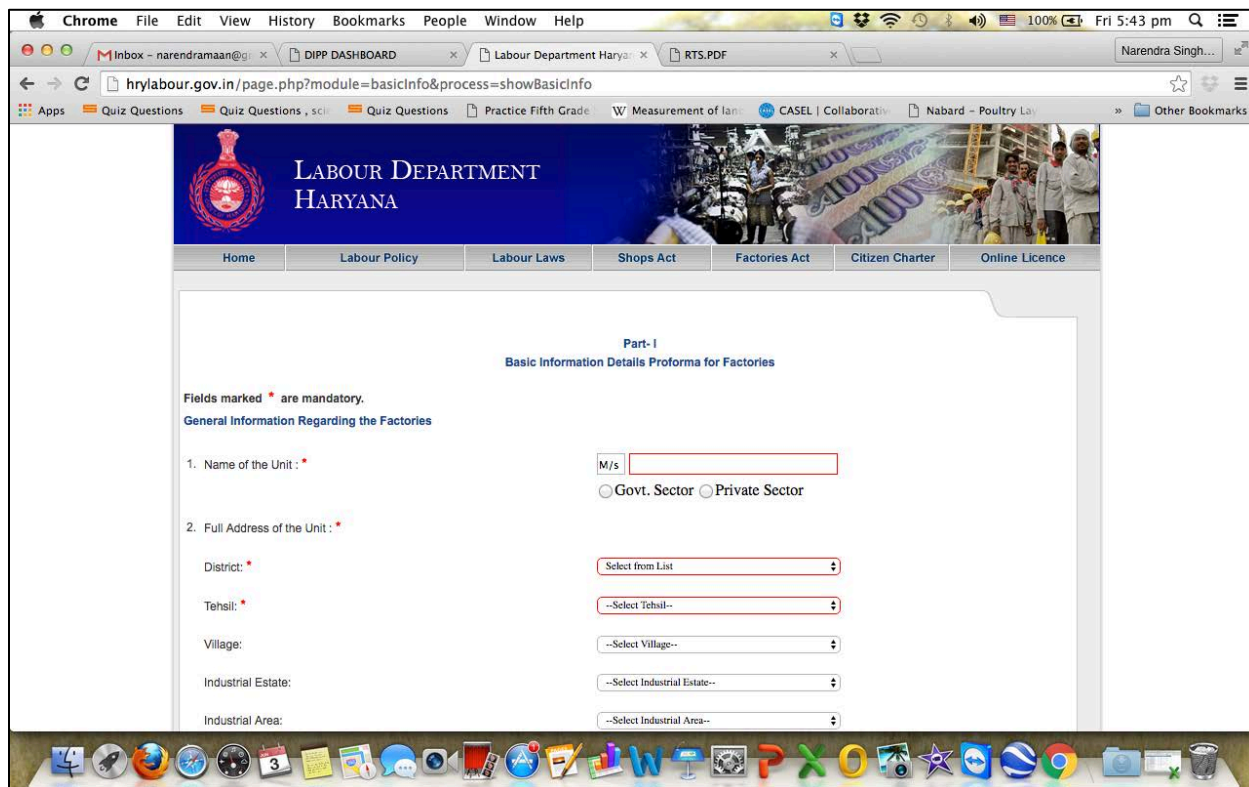 Chrome File Edit View History Bookmarks People Window Help 100% Fri 5:43 pm
Inbox – narendramaan@g DIPP DASHBOARD Labour Department Haryan RTS.PDF Narendra Singh...
hrylabour.gov.in/page.php?module=basicInfo&process=showBasicInfo
Apps Quiz Questions Quiz Questions , sci Quiz Questions Practice Fifth Grade Measurement of lan CASEL | Collaborativ Nabard – Poultry Lay » Other Bookmarks
LABOUR DEPARTMENT
HARYANA
Home Labour Policy Labour Laws Shops Act Factories Act Citizen Charter Online Licence
Part- I
Basic Information Details Proforma for Factories
Fields marked * are mandatory.
General Information Regarding the Factories
1. Name of the Unit : * M/s
Govt. Sector Private Sector
2. Full Address of the Unit : *
District: * Select from List
Tehsil: * --Select Tehsil--
Village: --Select Village--
Industrial Estate: --Select Industrial Estate--
Industrial Area: --Select Industrial Area--
3